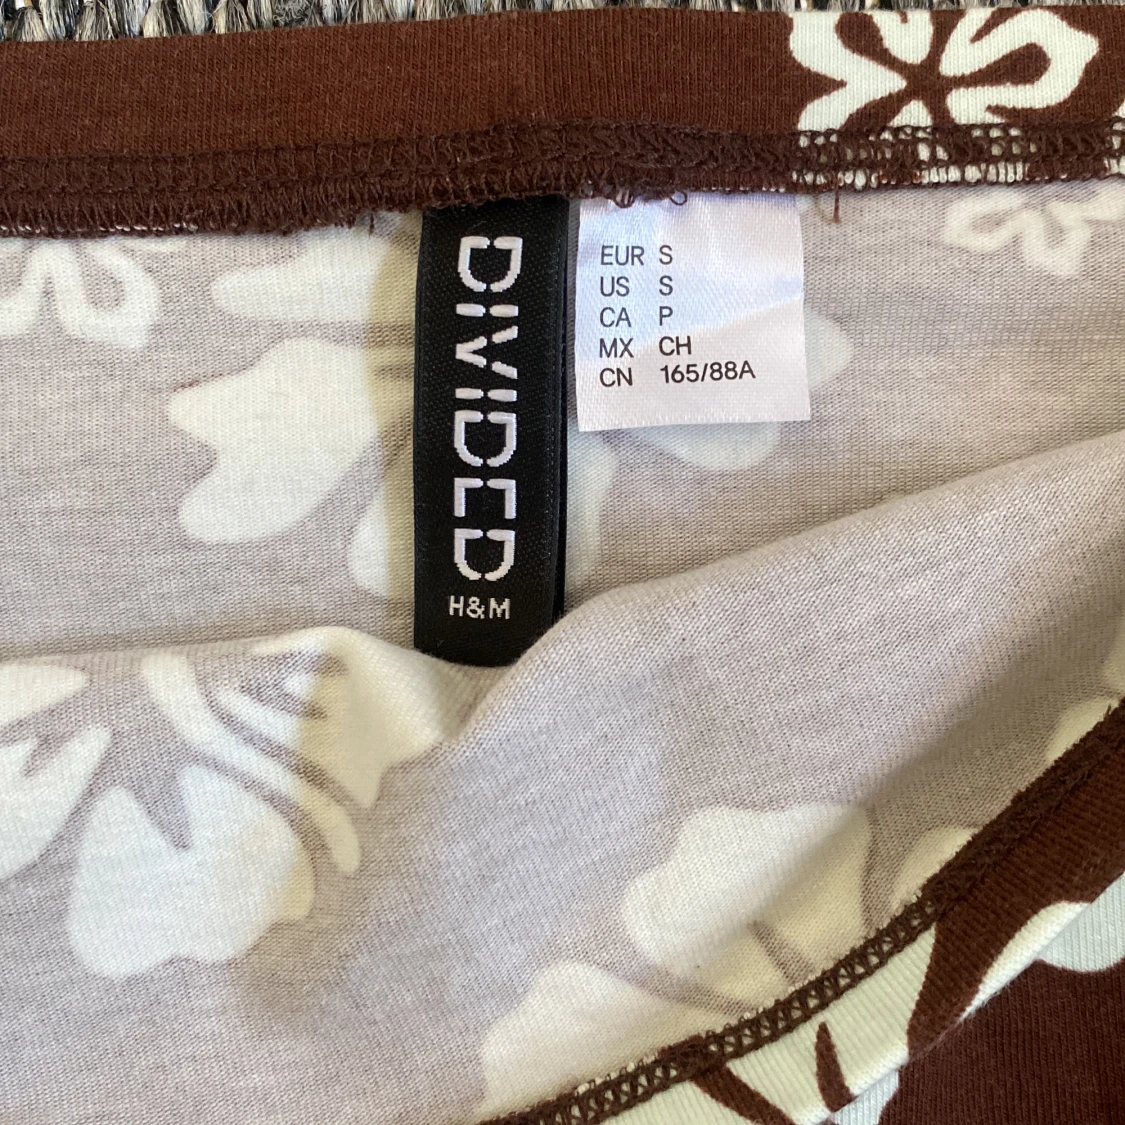 DIVIDED
H&M
EUR S
US S
CA P
MX CH
CN 165/88A